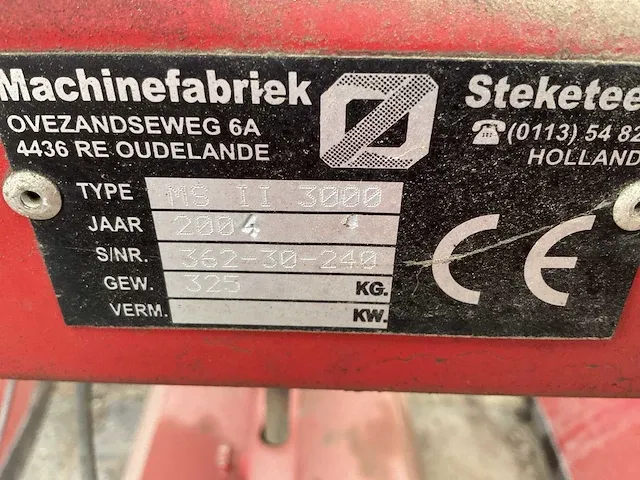 Machinefabriek Steketee
OVEZANDSEWEG 6A
4436 RE OUDELANDE
(0113) 54 82
HOLLAND
TYPE MS II 3000
JAAR 2004 4
S/NR. 362-30-240
GEW. 325 KG.
VERM. KW.
CE